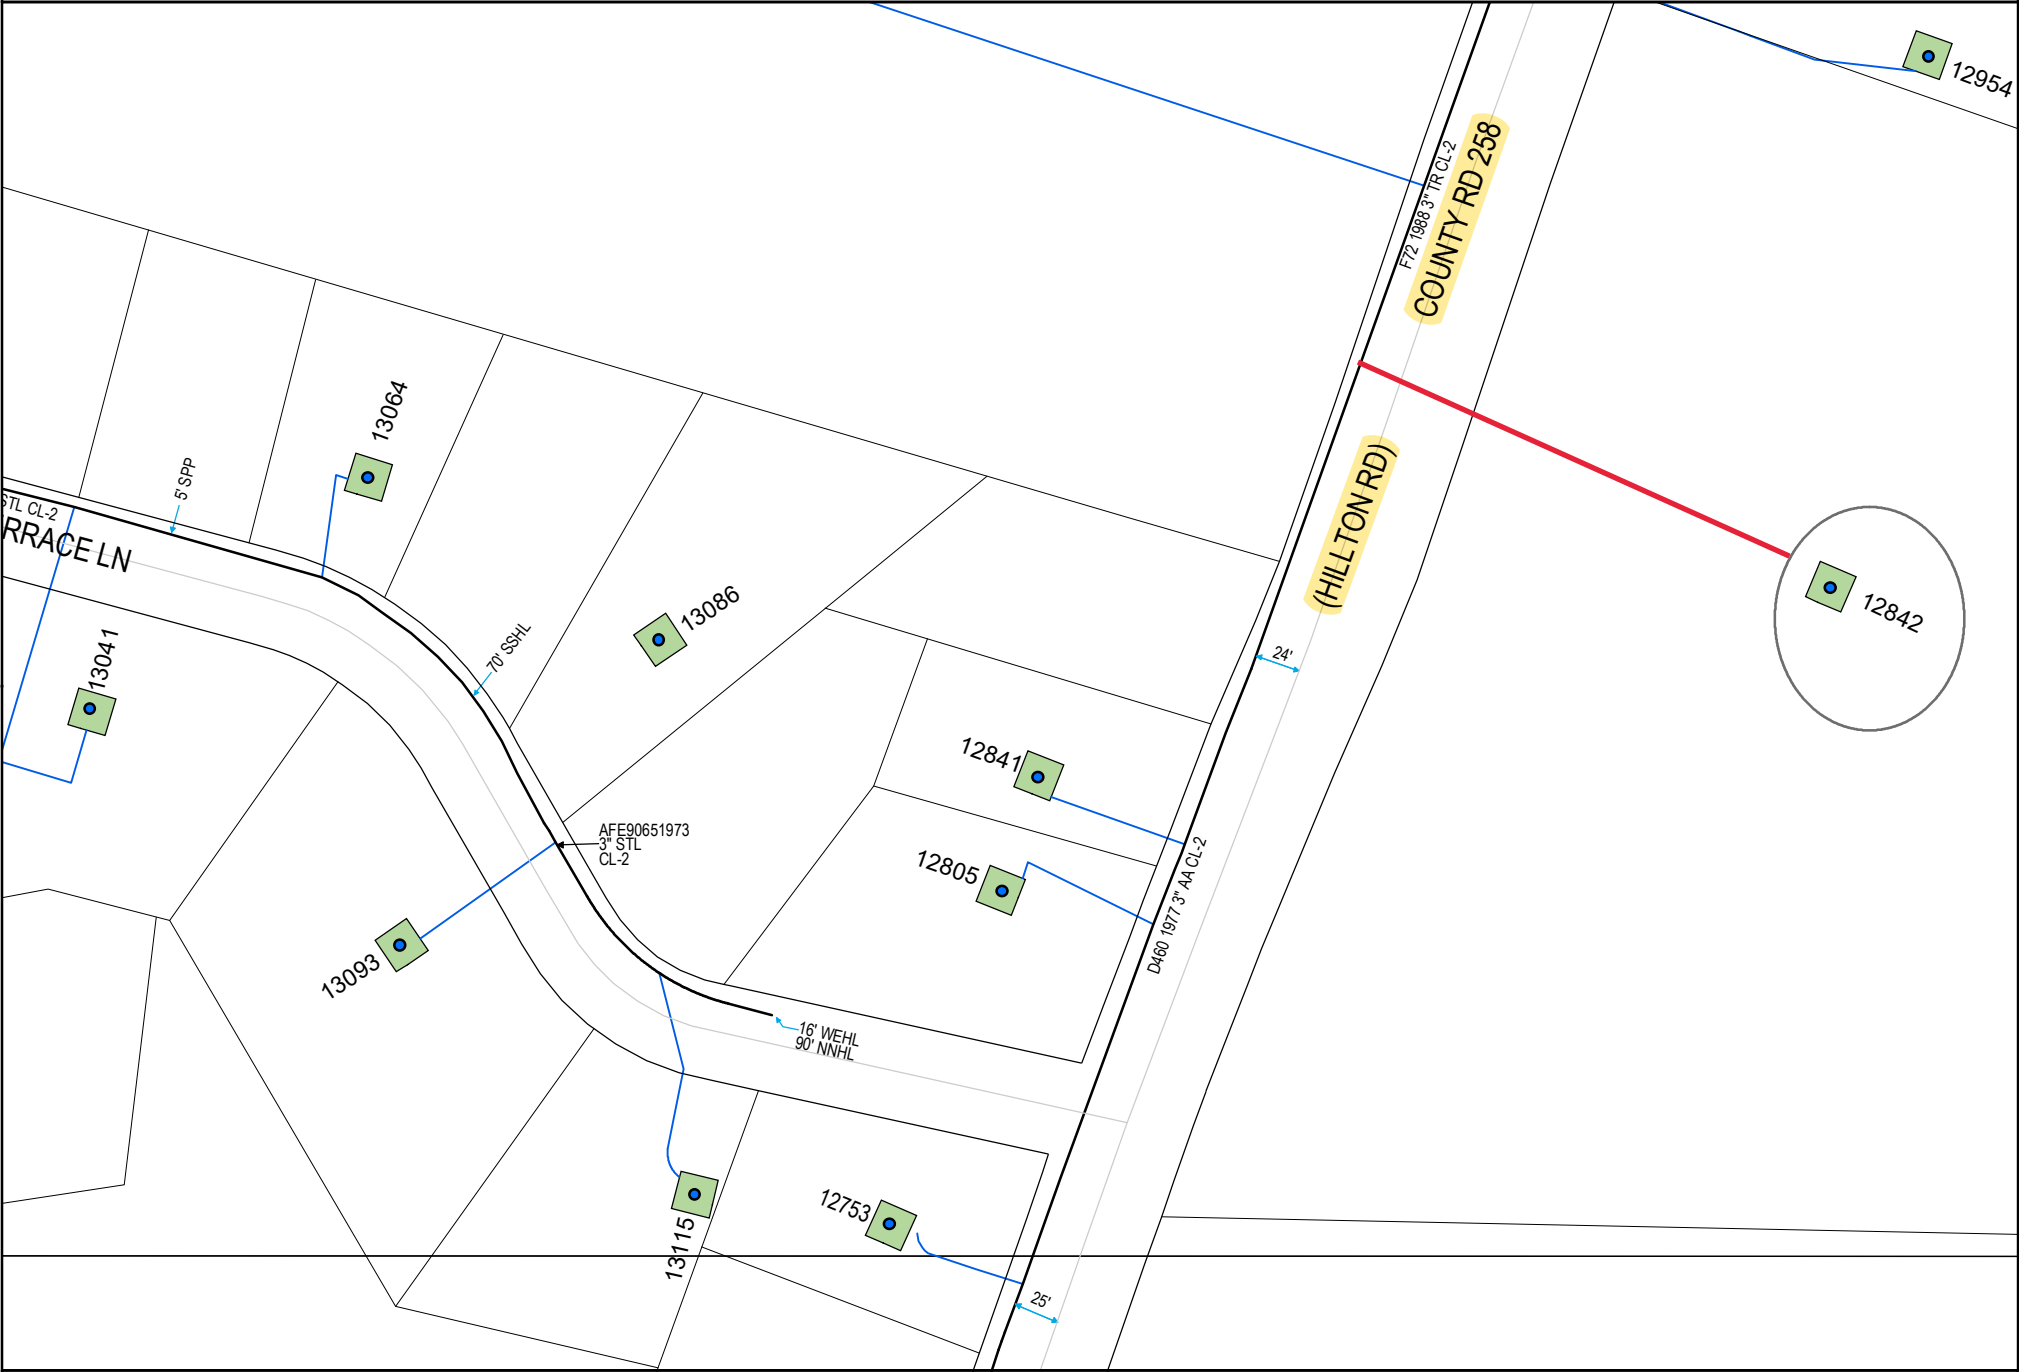 12954
COUNTY RD 258
F72 1988 3" TR CL-2
13064
5' SPP
STL CL-2
RRACE LN
(HILLTON RD)
12842
13086
70' SSHL
13041
24'
12841
AFE90651973
3" STL
CL-2
12805
D460 1977 3" AA CL-2
13093
16' WEHL
90' NNHL
12753
13115
25'